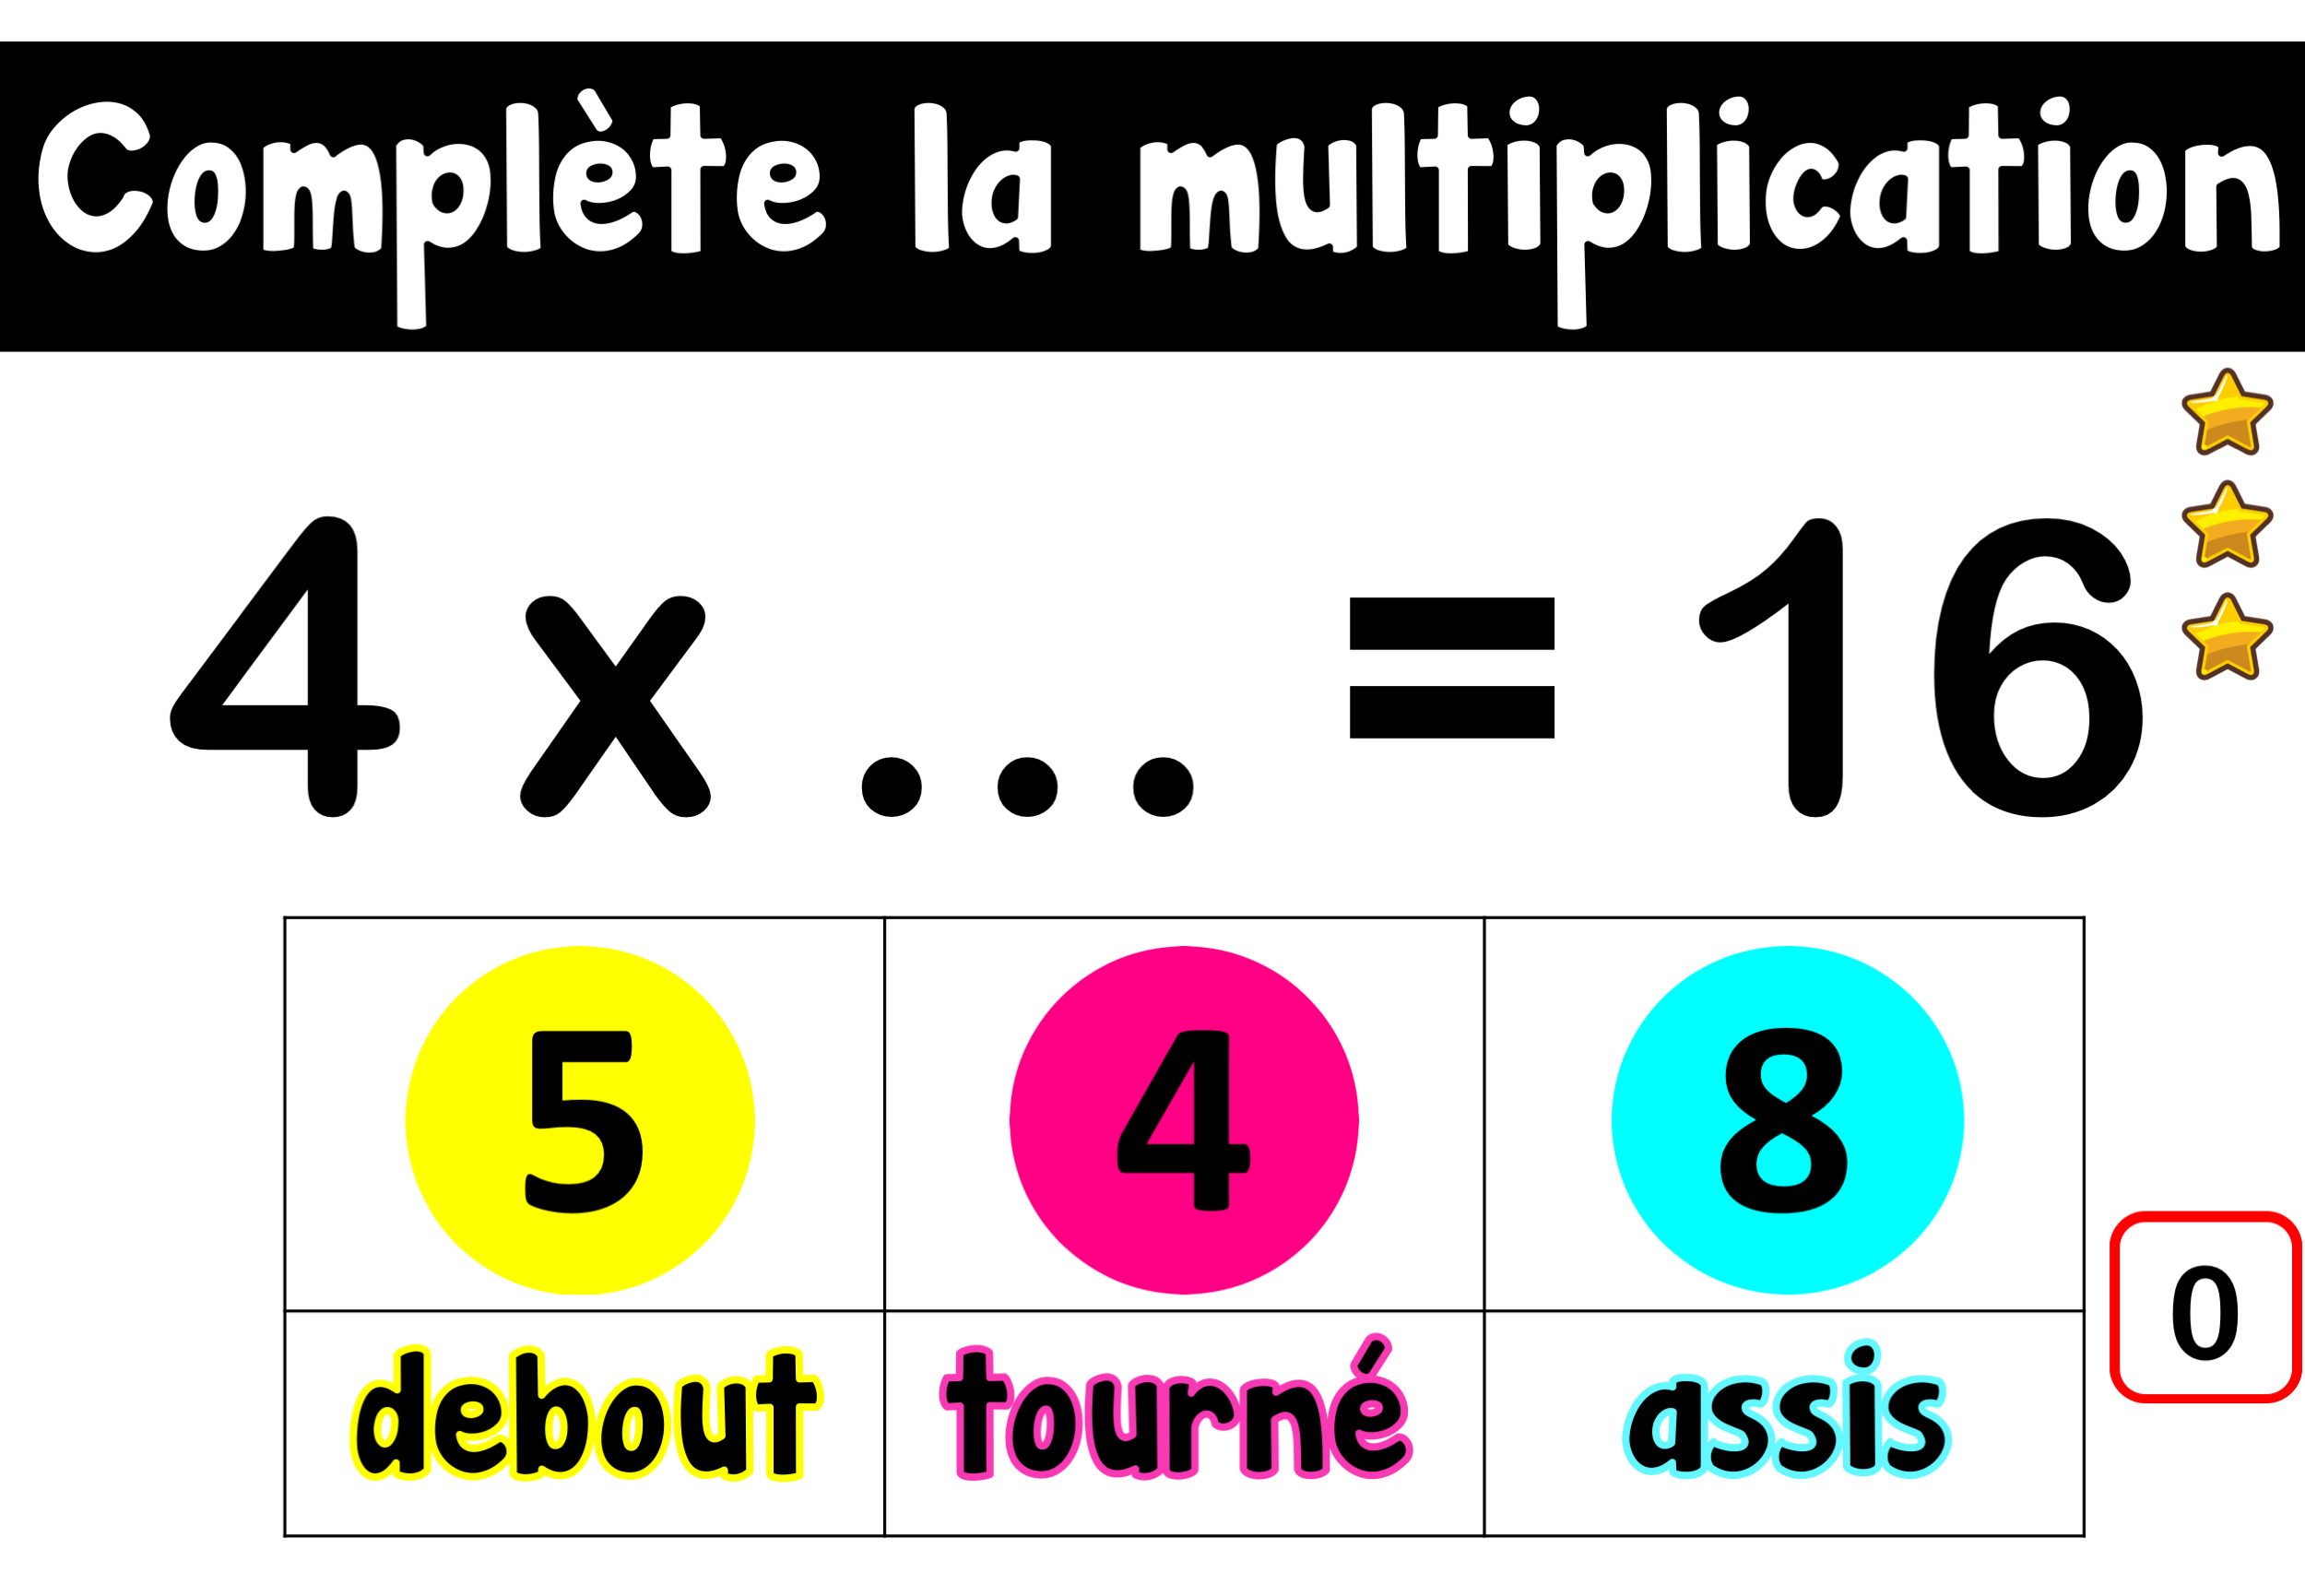 Complète la multiplication
4 x ... = 16
5 4 8
0
debout tourné assis